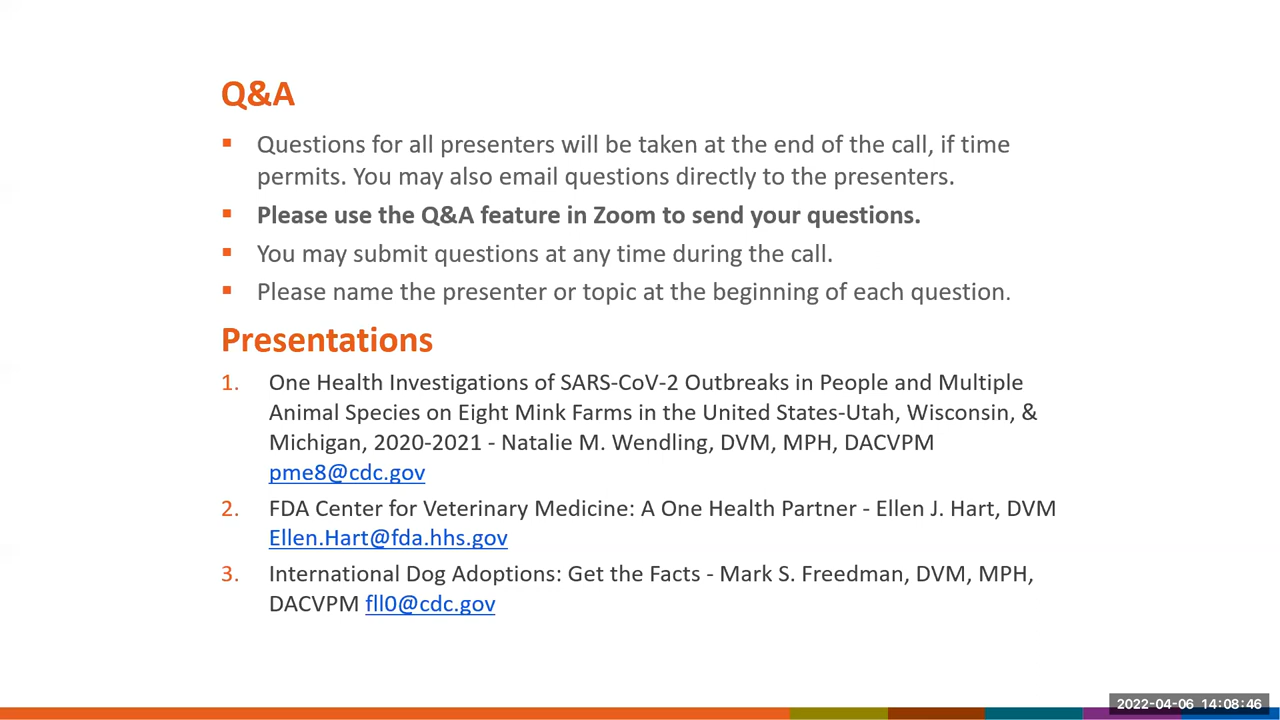 Q&A
▪ Questions for all presenters will be taken at the end of the call, if time
permits. You may also email questions directly to the presenters.
▪ Please use the Q&A feature in Zoom to send your questions.
▪ You may submit questions at any time during the call.
▪ Please name the presenter or topic at the beginning of each question.
Presentations
1. One Health Investigations of SARS-CoV-2 Outbreaks in People and Multiple
Animal Species on Eight Mink Farms in the United States-Utah, Wisconsin, &
Michigan, 2020-2021 - Natalie M. Wendling, DVM, MPH, DACVPM
pme8@cdc.gov
2. FDA Center for Veterinary Medicine: A One Health Partner - Ellen J. Hart, DVM
Ellen.Hart@fda.hhs.gov
3. International Dog Adoptions: Get the Facts - Mark S. Freedman, DVM, MPH,
DACVPM fll0@cdc.gov
2022-04-06 14:08:46